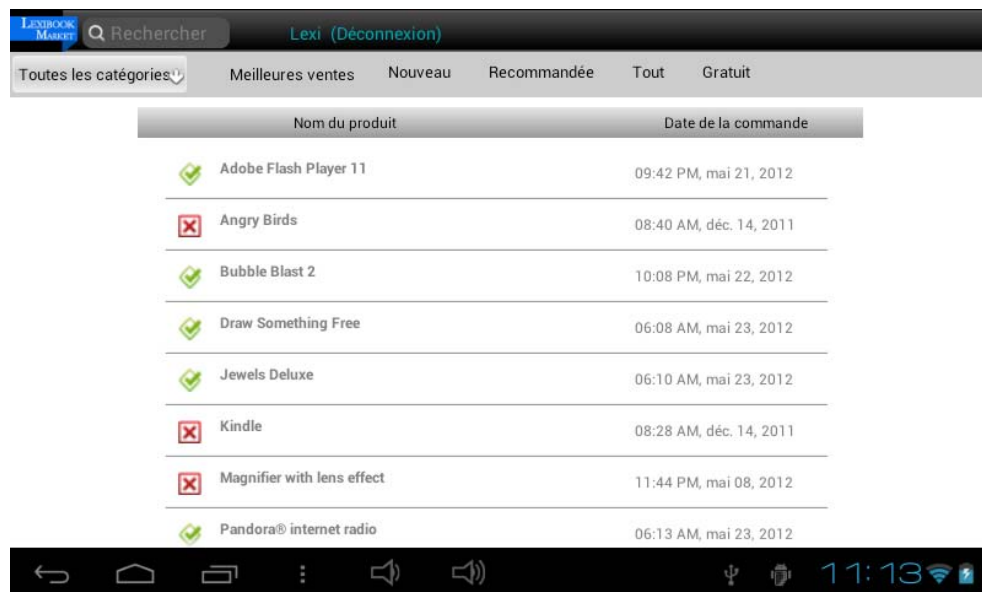 LEXIBOOK
MARKET
Rechercher
Lexi (Déconnexion)
Toutes les catégories
Meilleures ventes
Nouveau
Recommandée
Tout
Gratuit
Nom du produit
Date de la commande
Adobe Flash Player 11
09:42 PM, mai 21, 2012
Angry Birds
08:40 AM, déc. 14, 2011
Bubble Blast 2
10:08 PM, mai 22, 2012
Draw Something Free
06:08 AM, mai 23, 2012
Jewels Deluxe
06:10 AM, mai 23, 2012
Kindle
08:28 AM, déc. 14, 2011
Magnifier with lens effect
11:44 PM, mai 08, 2012
Pandora® internet radio
06:13 AM, mai 23, 2012
11:13